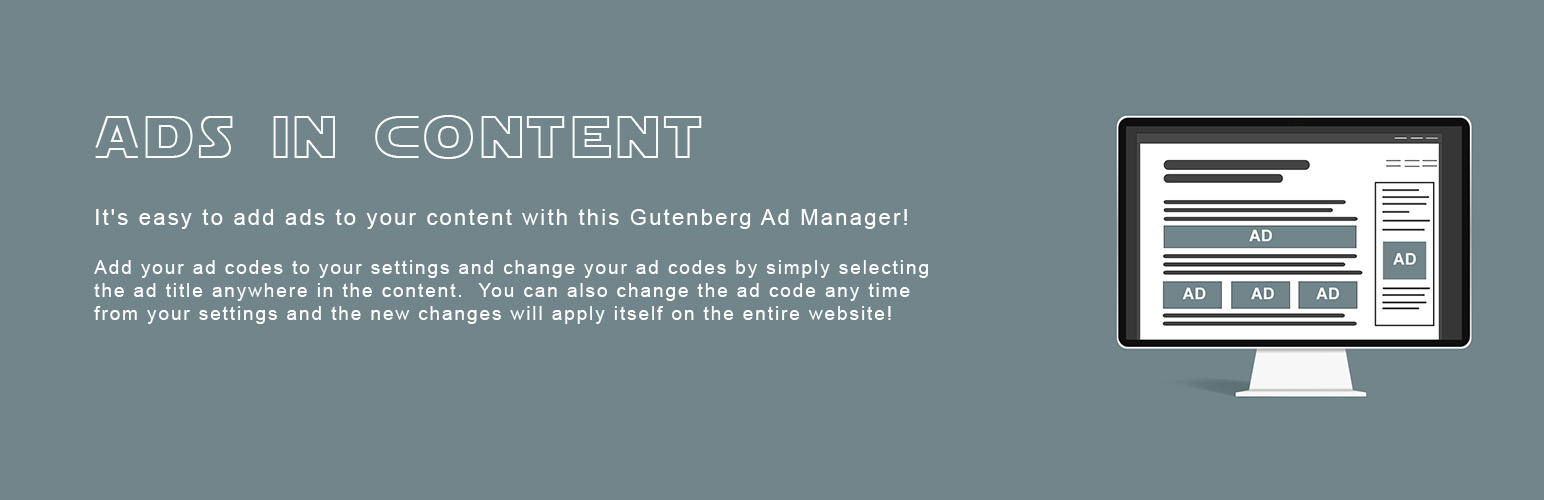 ADS IN CONTENT
It's easy to add ads to your content with this Gutenberg Ad Manager!
Add your ad codes to your settings and change your ad codes by simply selecting
the ad title anywhere in the content.  You can also change the ad code any time
from your settings and the new changes will apply itself on the entire website!
AD
AD
AD AD AD